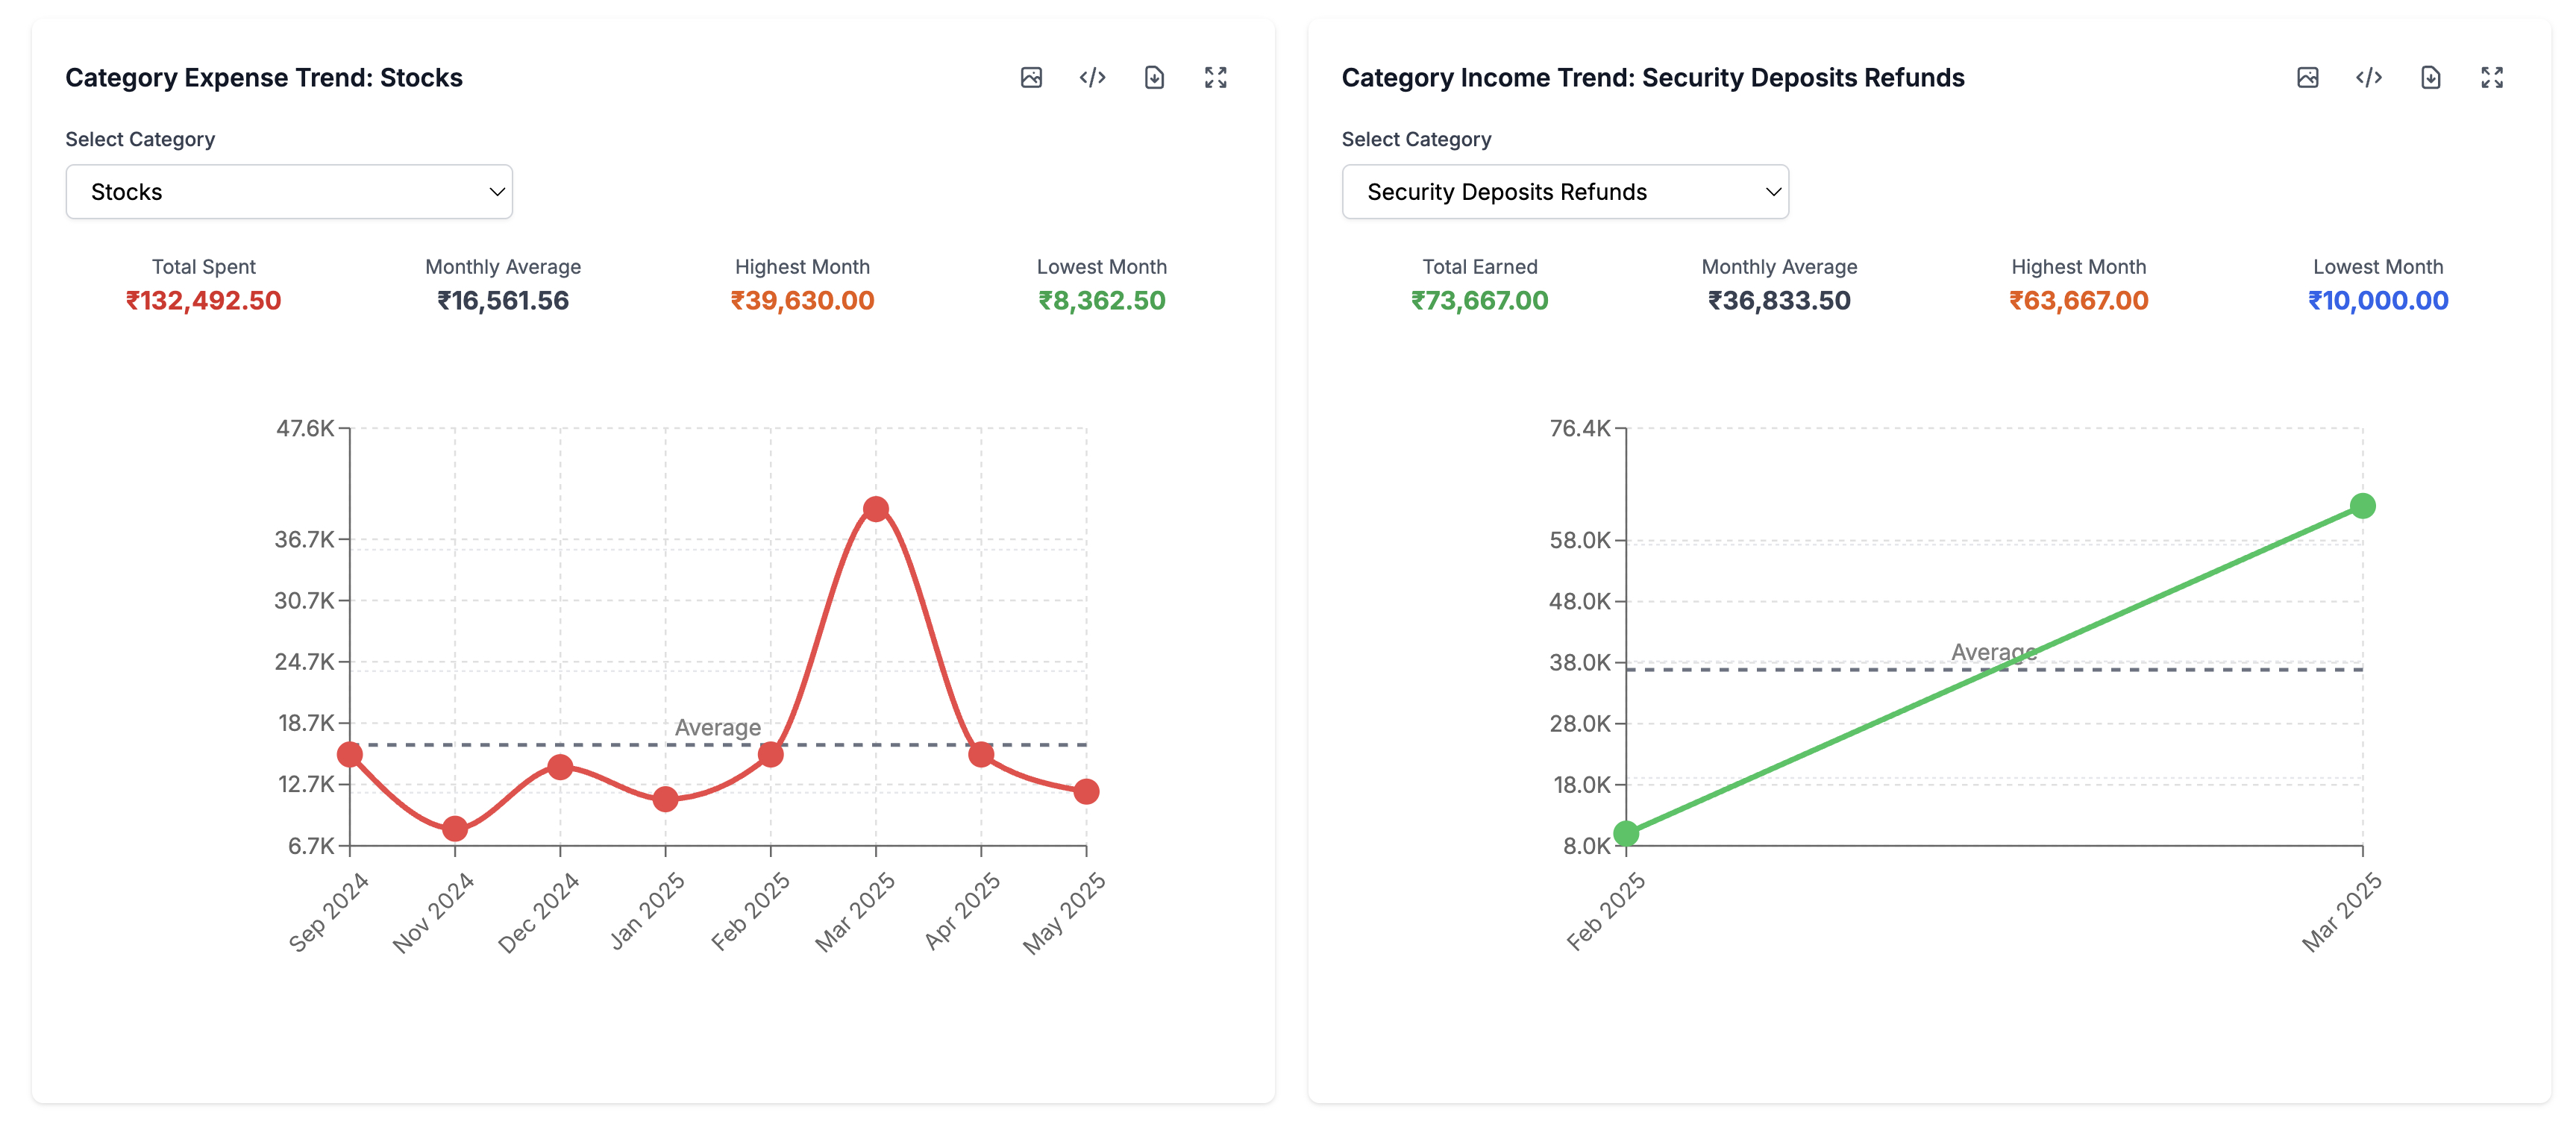 Category Expense Trend: Stocks
Select Category
Stocks
Total Spent
₹132,492.50
Monthly Average
₹16,561.56
Highest Month
₹39,630.00
Lowest Month
₹8,362.50
47.6K
36.7K
30.7K
24.7K
18.7K
12.7K
6.7K
Average
Sep 2024
Nov 2024
Dec 2024
Jan 2025
Feb 2025
Mar 2025
Apr 2025
May 2025
Category Income Trend: Security Deposits Refunds
Select Category
Security Deposits Refunds
Total Earned
₹73,667.00
Monthly Average
₹36,833.50
Highest Month
₹63,667.00
Lowest Month
₹10,000.00
76.4K
58.0K
48.0K
38.0K
28.0K
18.0K
8.0K
Average
Feb 2025
Mar 2025